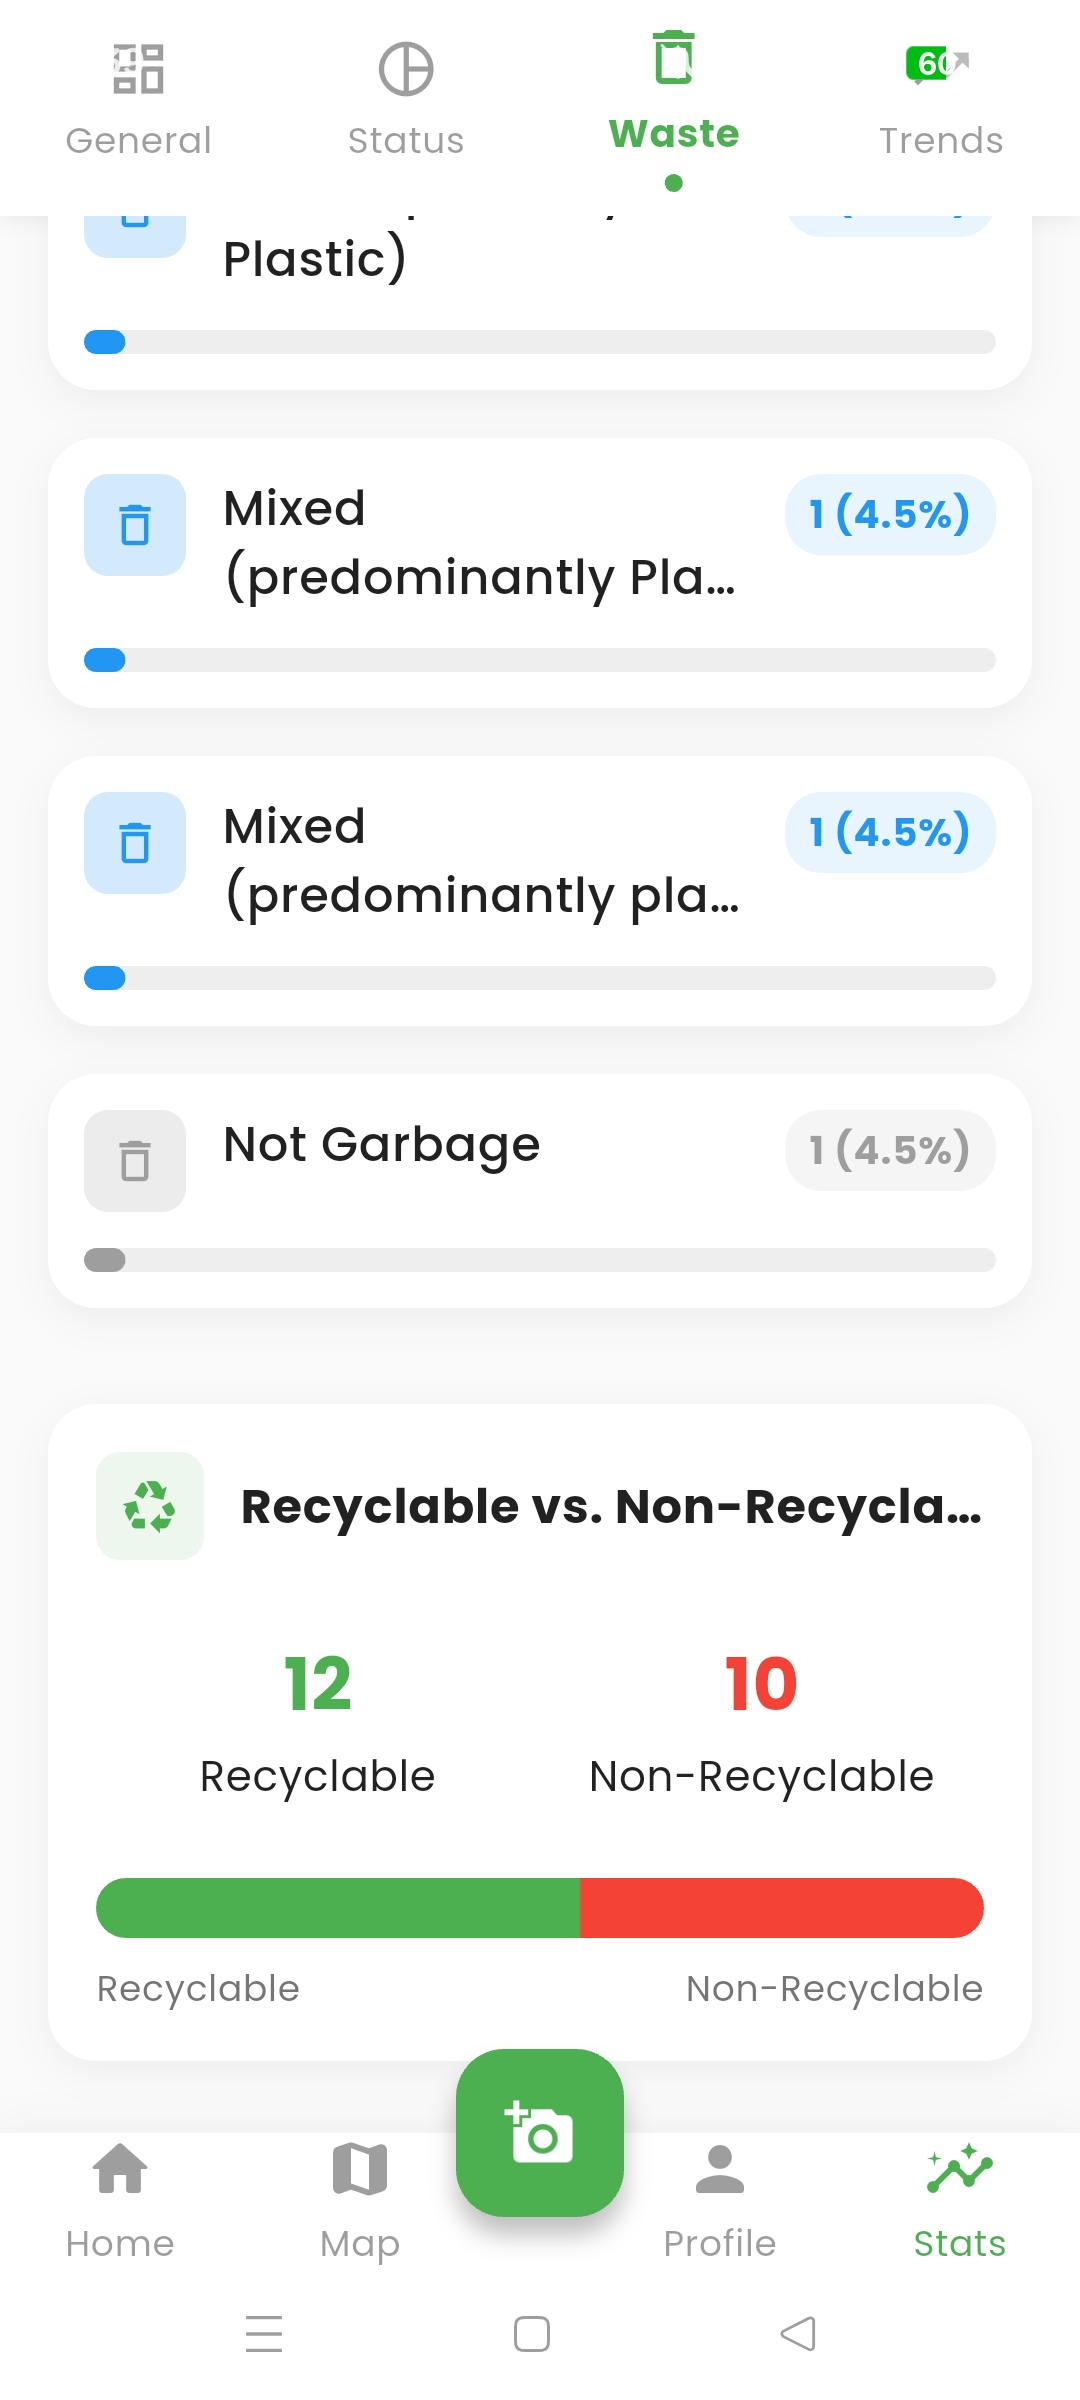 General
Status
Waste
Trends
Plastic)
Mixed
(predominantly Pla...
1 (4.5%)
Mixed
(predominantly pla...
1 (4.5%)
Not Garbage
1 (4.5%)
Recyclable vs. Non-Recycla...
12
10
Recyclable
Non-Recyclable
Recyclable
Non-Recyclable
Home
Map
Profile
Stats